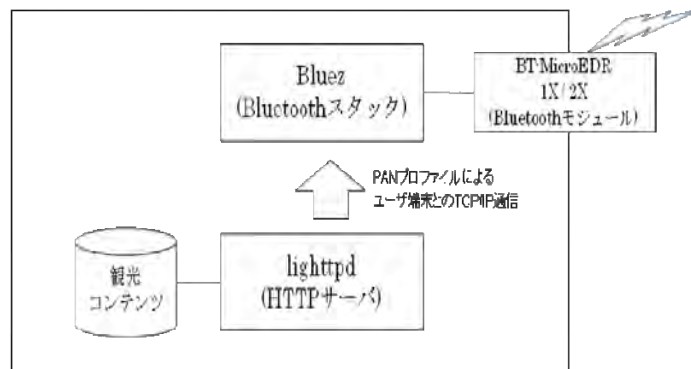 Bluez
(Bluetoothスタック)
BT-MicroEDR
1X / 2X
(Bluetoothモジュール)
PANプロファイルによる
ユーザ端末とのTCP/IP通信
観光
コンテンツ
lighttpd
(HTTPサーバ)